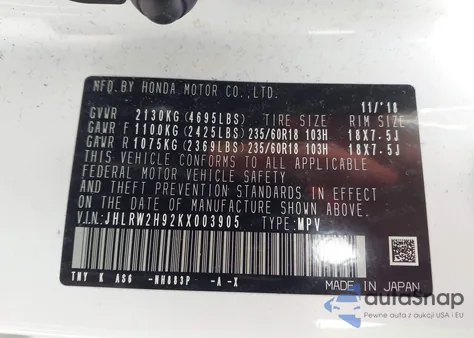 MFD.BY HONDA MOTOR CO.,LTD. 11/'18
GVWR 2130KG(4695LBS) TIRE SIZE RIM SIZE
GAWR F 1100KG(2425LBS) 235/60R18 103H 18X7.5J
GAWR R 1075KG(2369LBS) 235/60R18 103H 18X7.5J
THIS VEHICLE CONFORMS TO ALL APPLICABLE
FEDERAL MOTOR VEHICLE SAFETY
AND THEFT PREVENTION STANDARDS IN EFFECT
ON THE DATE OF MANUFACTURE SHOWN ABOVE.
V.I.N: JHLRW2H92KX003905 TYPE:MPV
TNY K AS6 -NH883P -A -X
MADE IN JAPAN
autoSnap
Pewne auta z aukcji USA i EU